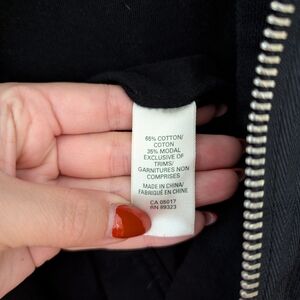 65% COTTON/
COTON
35% MODAL
EXCLUSIVE OF
TRIMS/
GARNITURES NON
COMPRISES
MADE IN CHINA/
FABRIQUÉ EN CHINE
CA 05017
RN 89323